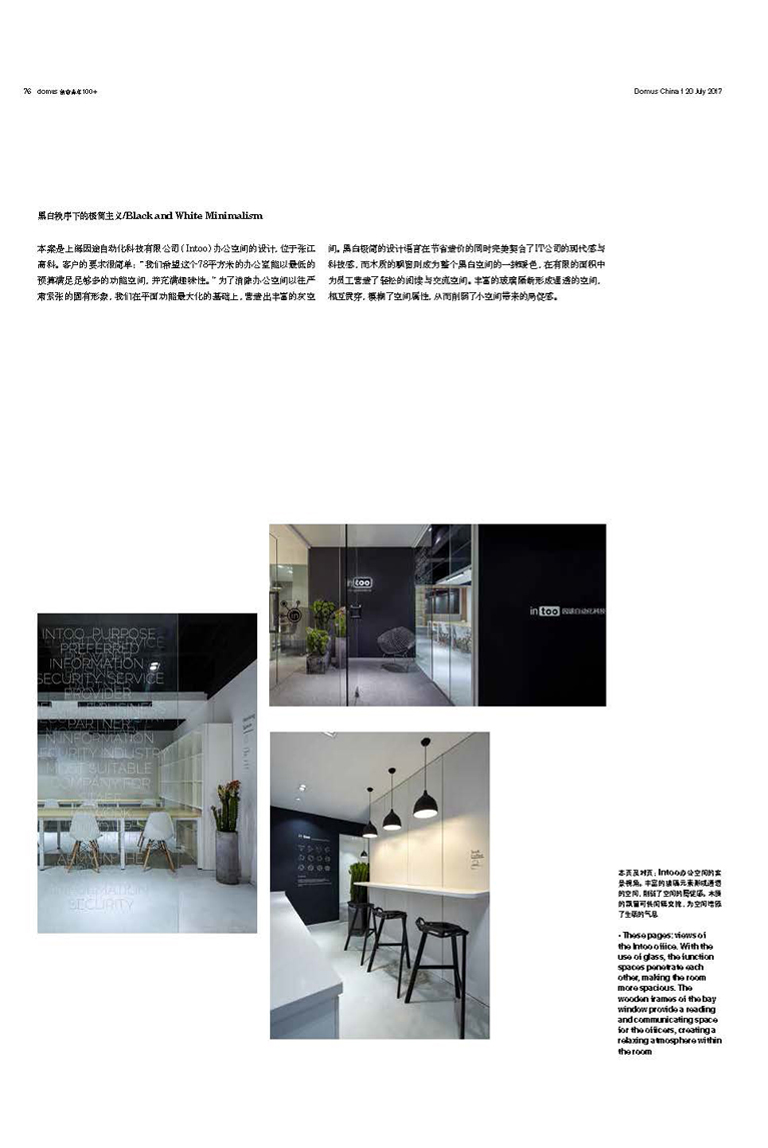 76 domus
Domus China 120 July 2017
黑白秩序下的极简主义/Black and White Minimalism
本案是上海因途自动化科技有限公司（Intoo）办公空间的设计，位于张江
高科。客户的要求很简单：“我们希望这个78平方米的办公室能以最低的
预算满足足够多的功能空间，并充满趣味性。”为了消除办公空间以往严
肃紧张的固有形象，我们在平面功能最大化的基础上，营造出丰富的灰空
间。黑白极简的设计语言在节省造价的同时完美契合了IT公司的现代感与
科技感，而木质的飘窗则成为整个黑白空间的一抹暖色，在有限的面积中
为员工营造了轻松的阅读与交流空间。丰富的玻璃隔断形成通透的空间，
相互贯穿，模糊了空间属性，从而削弱了小空间带来的局促感。
in too
in too
INTOO PURPOSE
PREFERRED
INFORMATION
SECURITY SERVICE
PROVIDER
PARTNER
N INFORMATION
ECURITY INDUSTRY
MOST SUITABLE
COMPANY FOR
SECURITY
in too
本页及对页：Intoo办公空间的实
景视角。丰富的玻璃元素形成通透
的空间，削弱了空间的局促感。木质
的飘窗可供阅读交流，为空间增强
了生活的气息
• These pages: views of
the Intoo office. With the
use of glass, the function
spaces penetrate each
other, making the room
more spacious. The
wooden frames of the bay
window provide a reading
and communicating space
for the officers, creating a
relaxing atmosphere within
the room